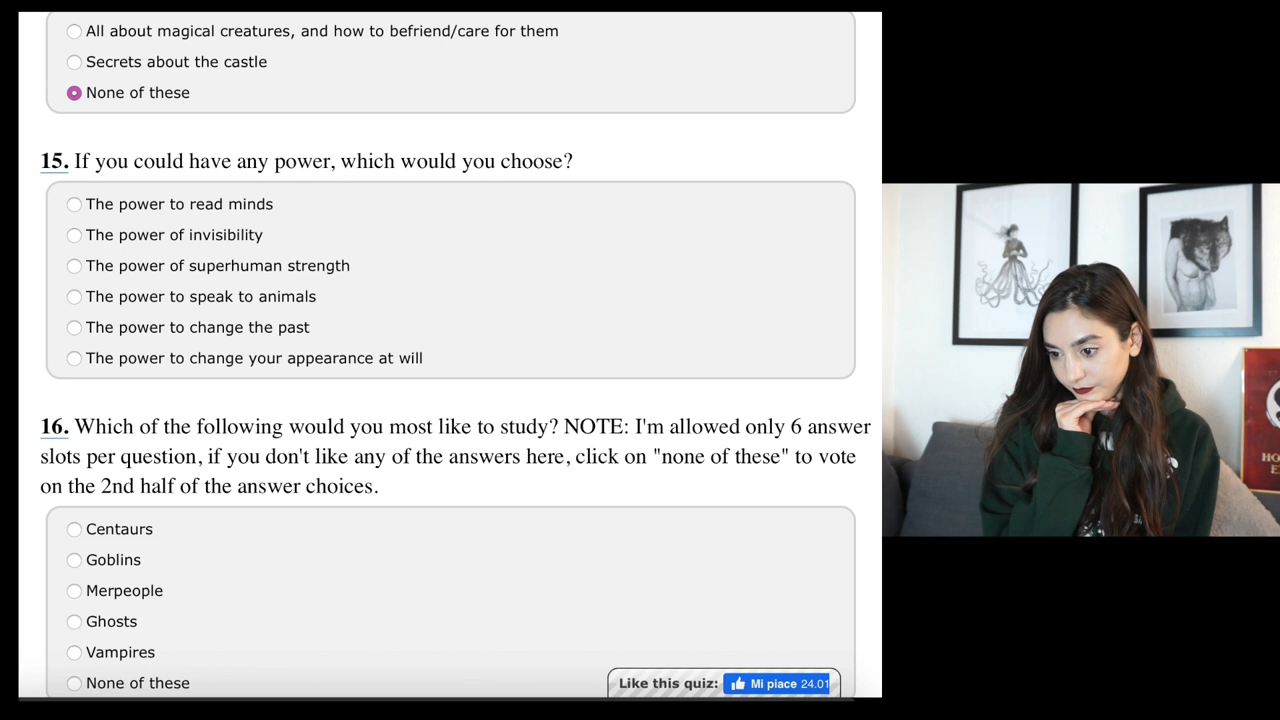 All about magical creatures, and how to befriend/care for them
Secrets about the castle
None of these
15. If you could have any power, which would you choose?
The power to read minds
The power of invisibility
The power of superhuman strength
The power to speak to animals
The power to change the past
The power to change your appearance at will
16. Which of the following would you most like to study? NOTE: I'm allowed only 6 answer
slots per question, if you don't like any of the answers here, click on "none of these" to vote
on the 2nd half of the answer choices.
Centaurs
Goblins
Merpeople
Ghosts
Vampires
None of these
Like this quiz: Mi piace 24.01